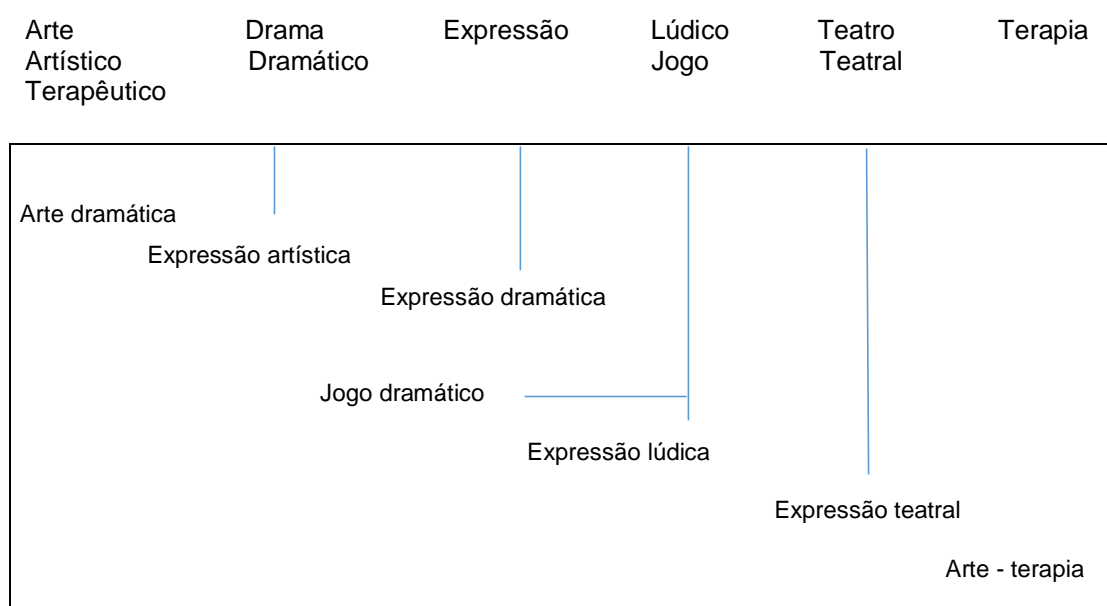 Arte Drama Expressão Lúdico Teatro Terapia
Artístico Dramático Jogo Teatral
Terapêutico
Arte dramática
Expressão artística
Expressão dramática
Jogo dramático
Expressão lúdica
Expressão teatral
Arte - terapia